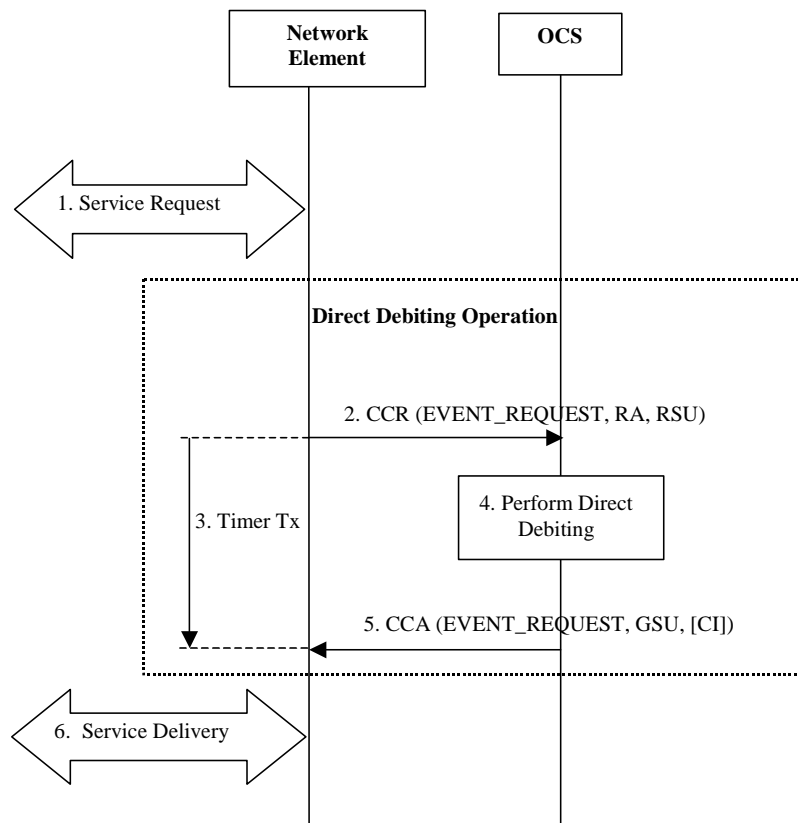 Network
Element
OCS
1. Service Request
Direct Debiting Operation
2. CCR (EVENT_REQUEST, RA, RSU)
3. Timer Tx
4. Perform Direct
Debiting
5. CCA (EVENT_REQUEST, GSU, [CI])
6. Service Delivery